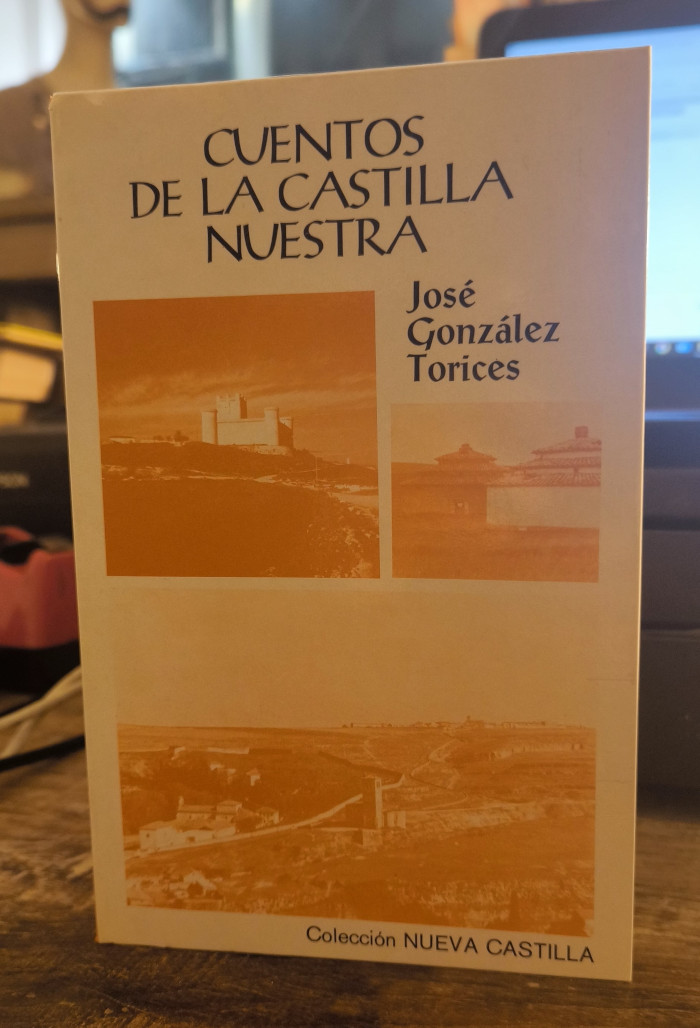 CUENTOS
DE LA CASTILLA
NUESTRA
José
González
Torices
Colección NUEVA CASTILLA